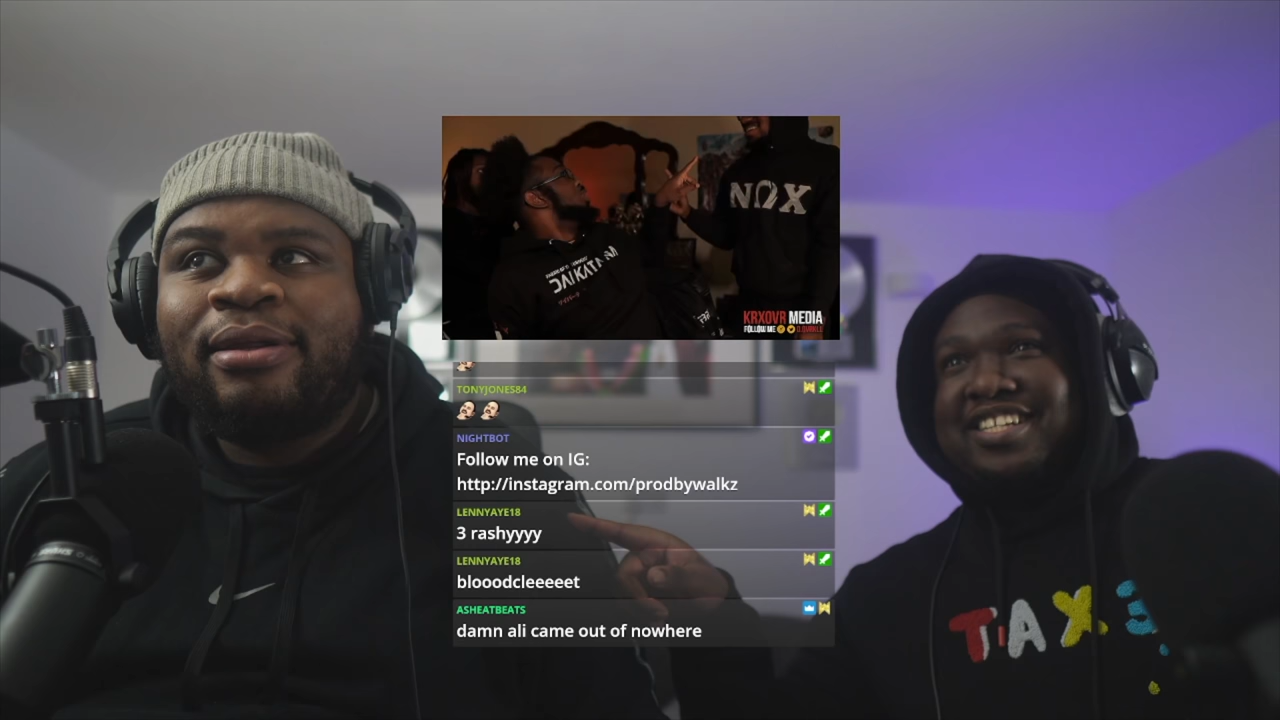 NΩX
DAIKATANA
KRXOVR MEDIA
FOLLOW ME
TONYJONES84
NIGHTBOT
Follow me on IG:
http://instagram.com/prodbywalkz
LENNYAYE18
3 rashyyyy
LENNYAYE18
blooodcleeeeet
ASHEATBEATS
damn ali came out of nowhere
TAX3